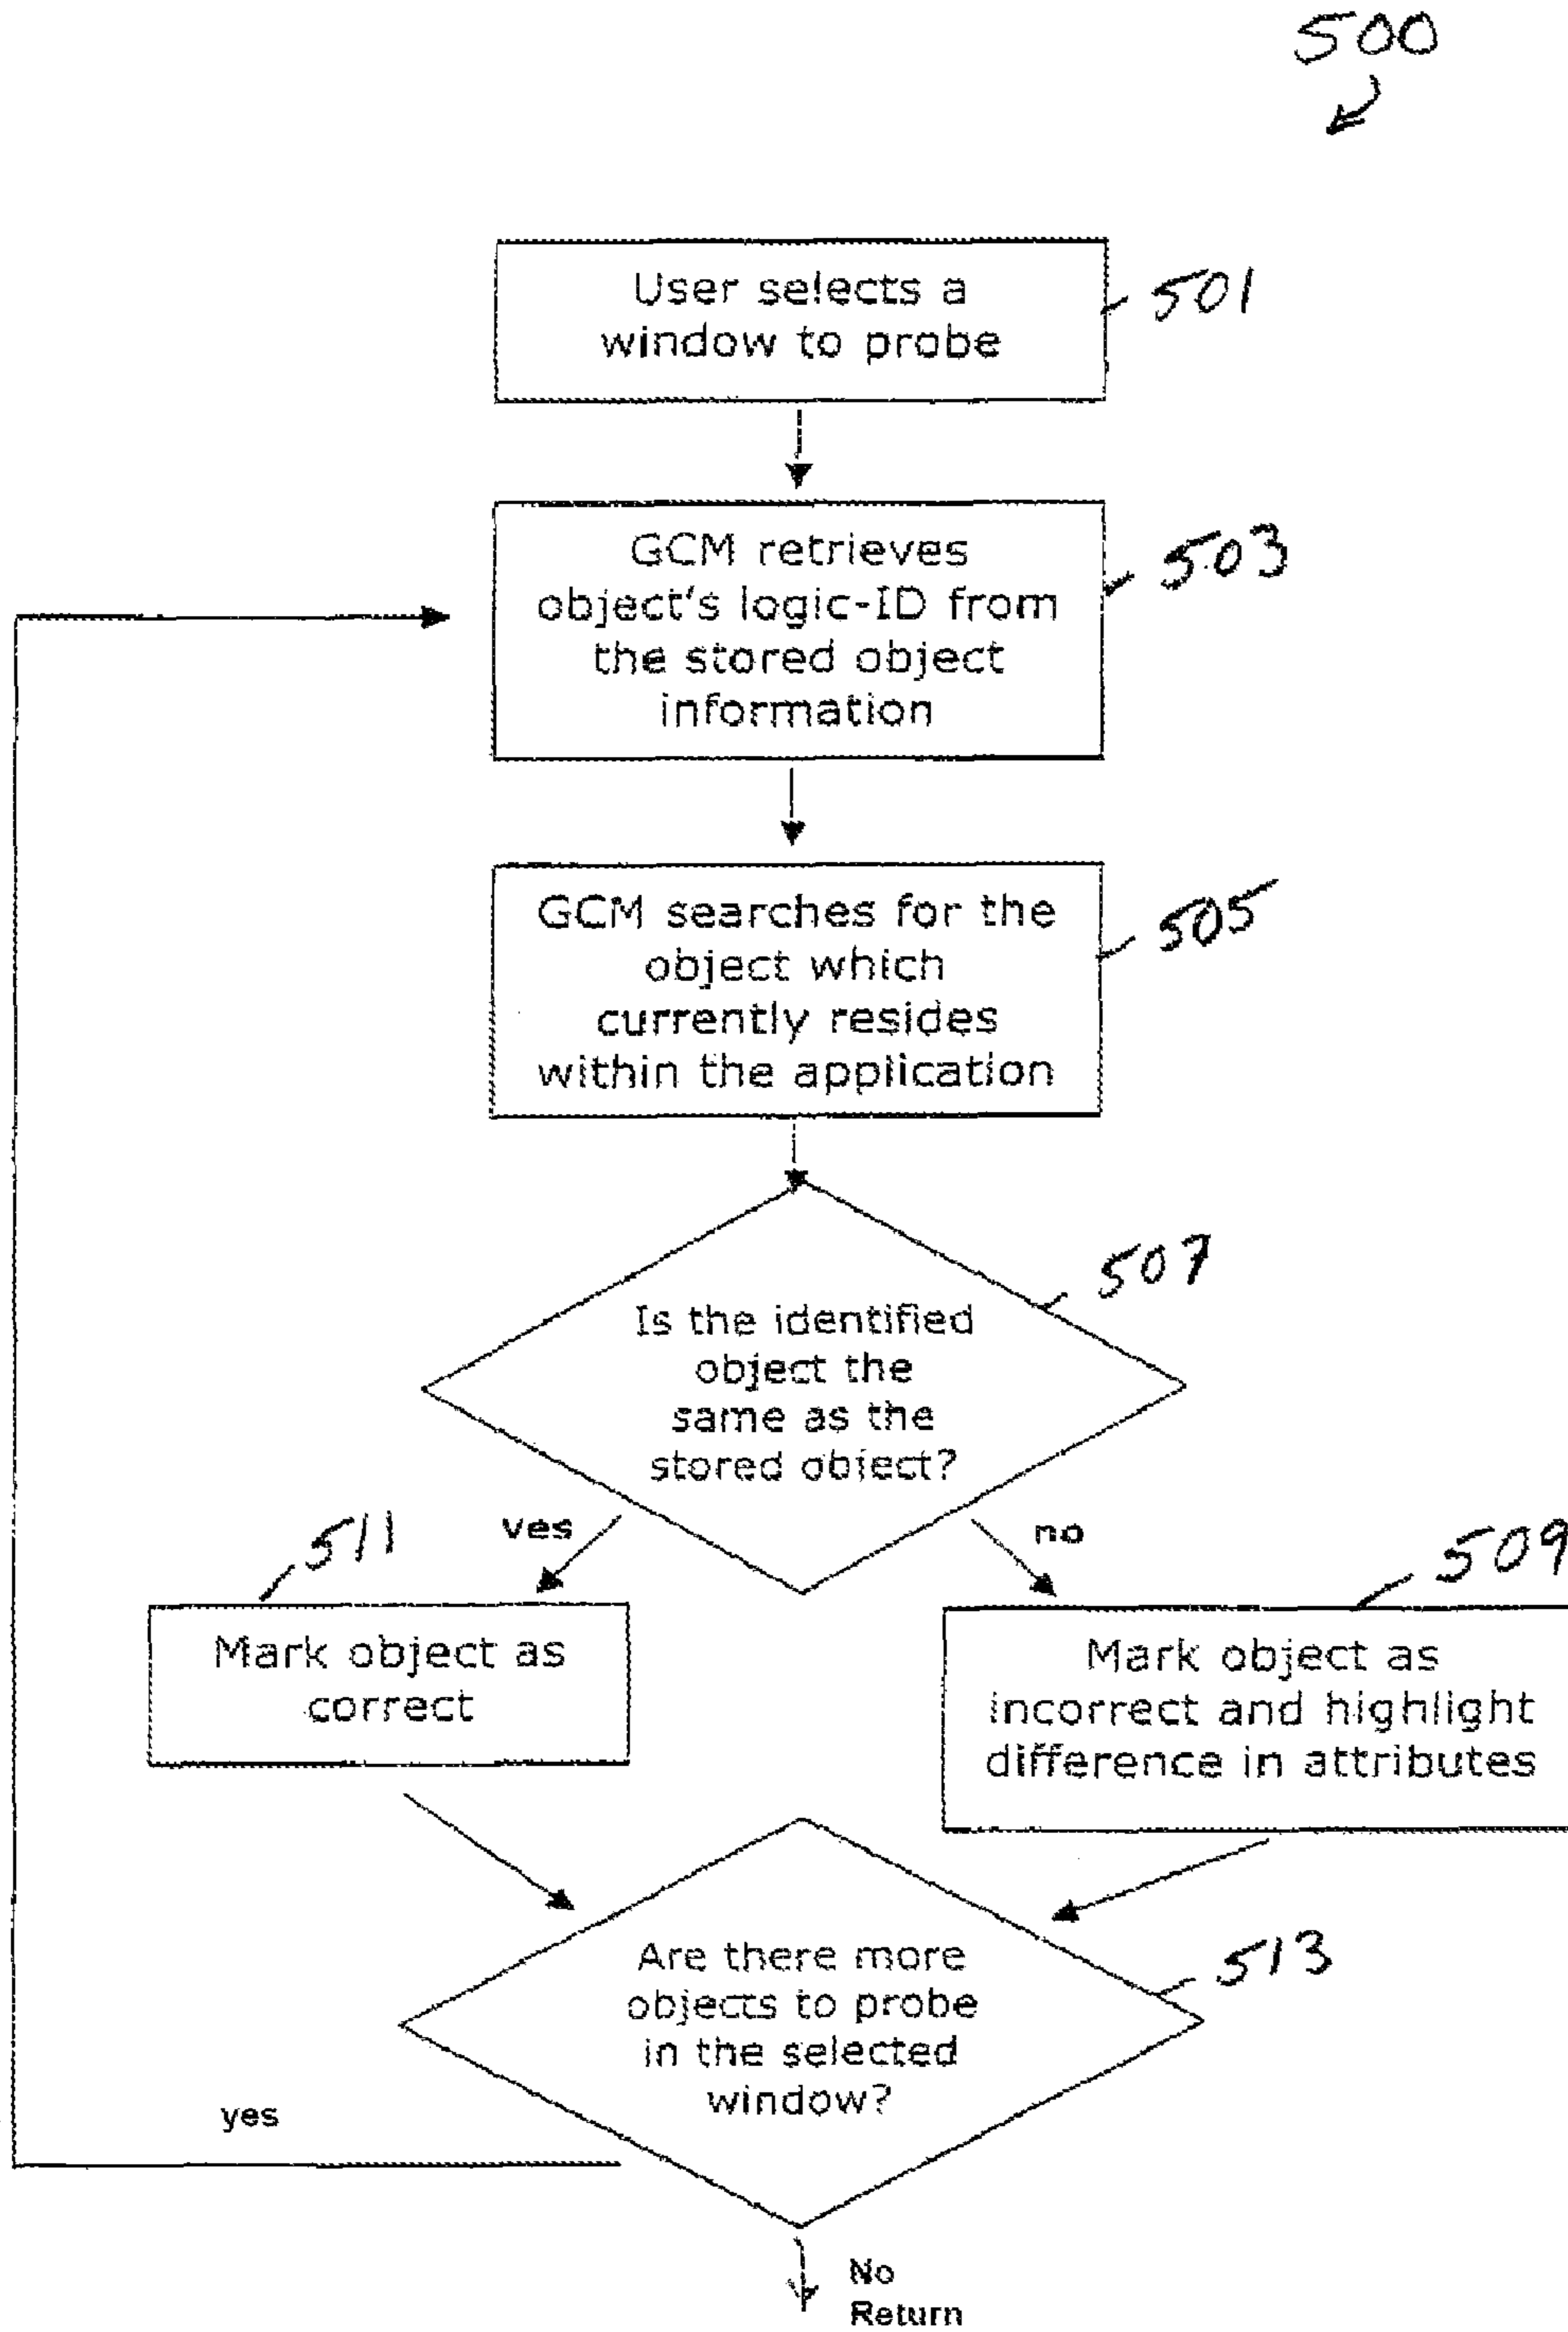 500
User selects a
window to probe
501
GCM retrieves
object's logic-ID from
the stored object
information
503
GCM searches for the
object which
currently resides
within the application
505
Is the identified
object the
same as the
stored object?
507
yes
no
511
Mark object as
correct
509
Mark object as
incorrect and highlight
difference in attributes
Are there more
objects to probe
in the selected
window?
513
yes
No
Return